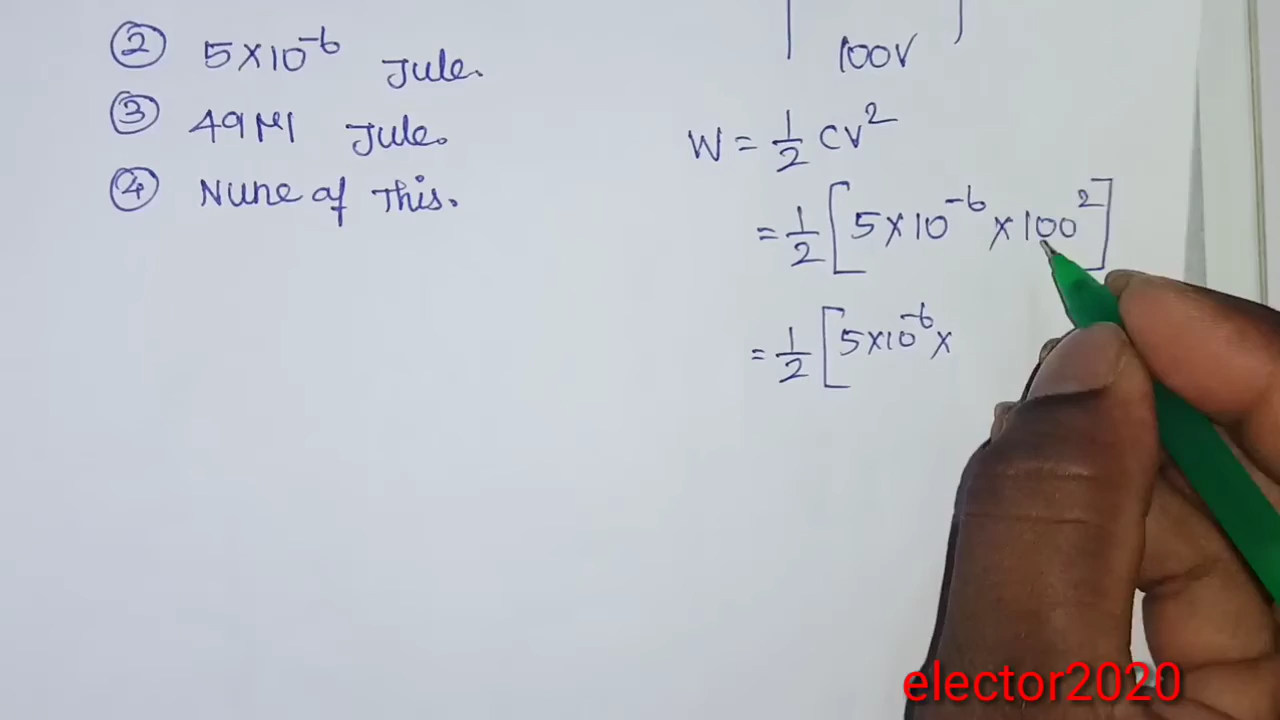 ② 5×10⁻⁶ Jule.
③ 49 Jule.
④ Nune of This.
100V
W = 1/2 CV²
= 1/2 [5×10⁻⁶ × 100²]
= 1/2 [5×10⁻⁶ ×
elector2020